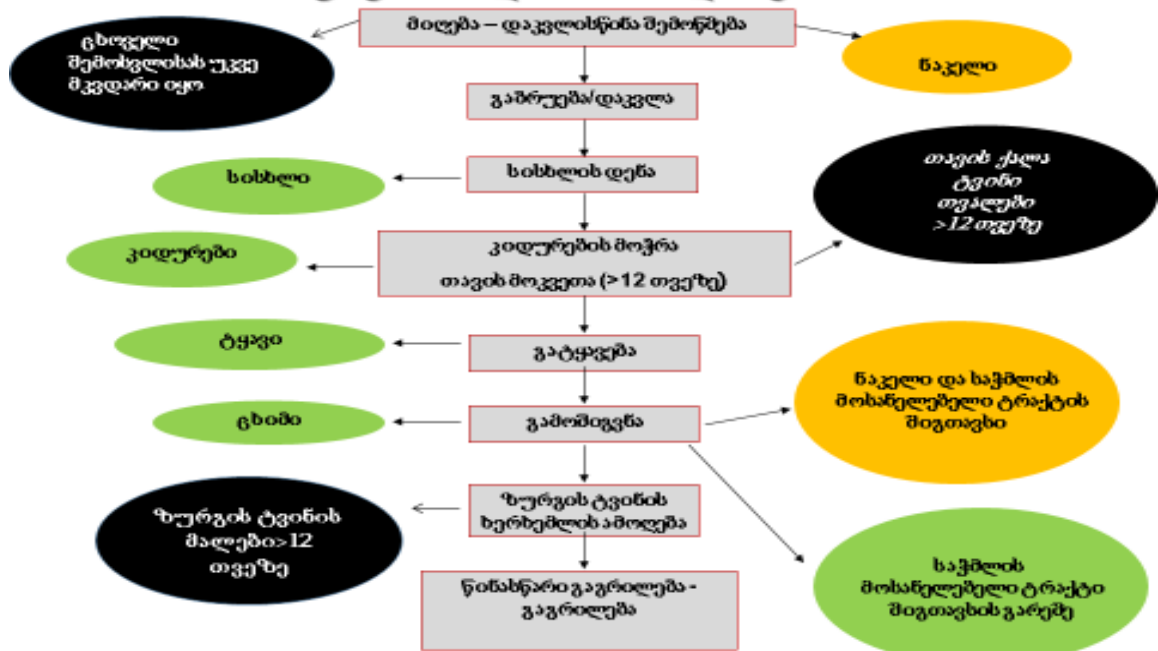 მიღება – დაკვლისწინა შემოწმება
ცხოველი
შემოსვლისას უკვე
მკვდარი იყო
ნაკელი
გაბრუება/დაკვლა
სისხლი
სისხლის დენა
თავის ქალა
ტვინი
თვალები
>12 თვეზე
კიდურები
კიდურების მოჭრა
თავის მოკვეთა (>12 თვეზე)
ტყავი
გატყავება
ნაკელი და საჭმლის
მოსანელებელი ტრაქტის
შიგთავსი
ცხიმი
გამოშიგვნა
ზურგის ტვინის
მალები>12
თვეზე
ზურგის ტვინის
ხერხემლის ამოღება
საჭმლის
მოსანელებელი ტრაქტი
შიგთავსის გარეშე
წინასწარი გაგრილება -
გაგრილება